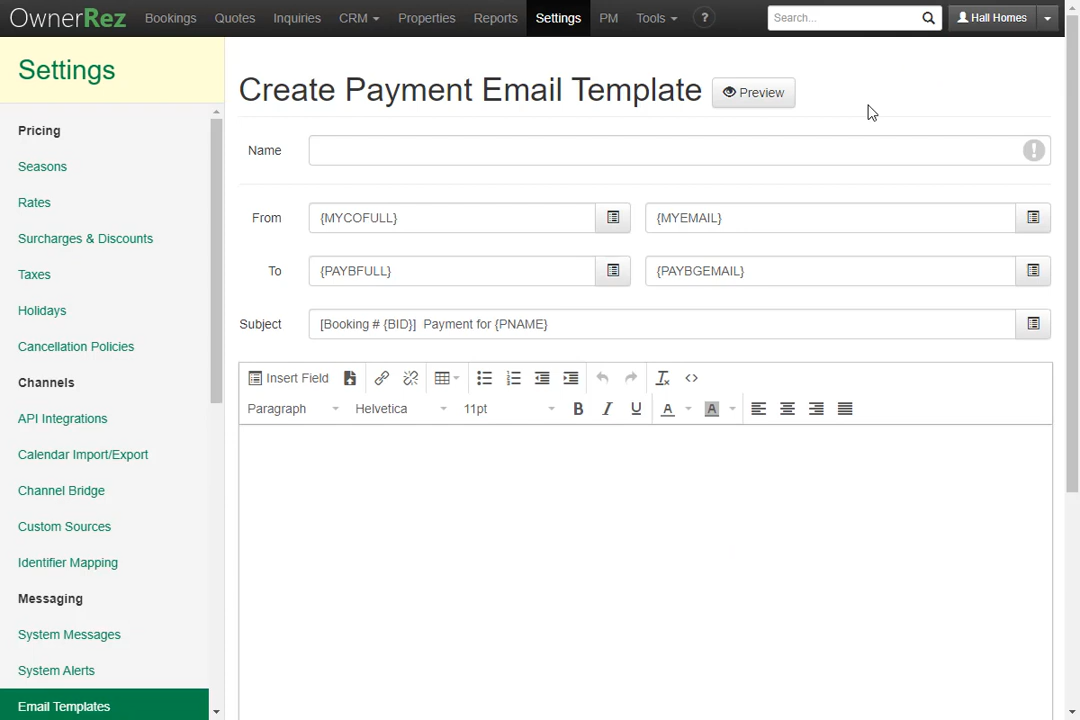 OwnerRez Bookings Quotes Inquiries CRM Properties Reports Settings PM Tools ? Search... Hall Homes
Settings
Pricing
Seasons
Rates
Surcharges & Discounts
Taxes
Holidays
Cancellation Policies
Channels
API Integrations
Calendar Import/Export
Channel Bridge
Custom Sources
Identifier Mapping
Messaging
System Messages
System Alerts
Email Templates
Create Payment Email Template Preview
Name
From {MYCOFULL} {MYEMAIL}
To {PAYBFULL} {PAYBGEMAIL}
Subject [Booking # {BID}] Payment for {PNAME}
Insert Field
Paragraph Helvetica 11pt B I U A A